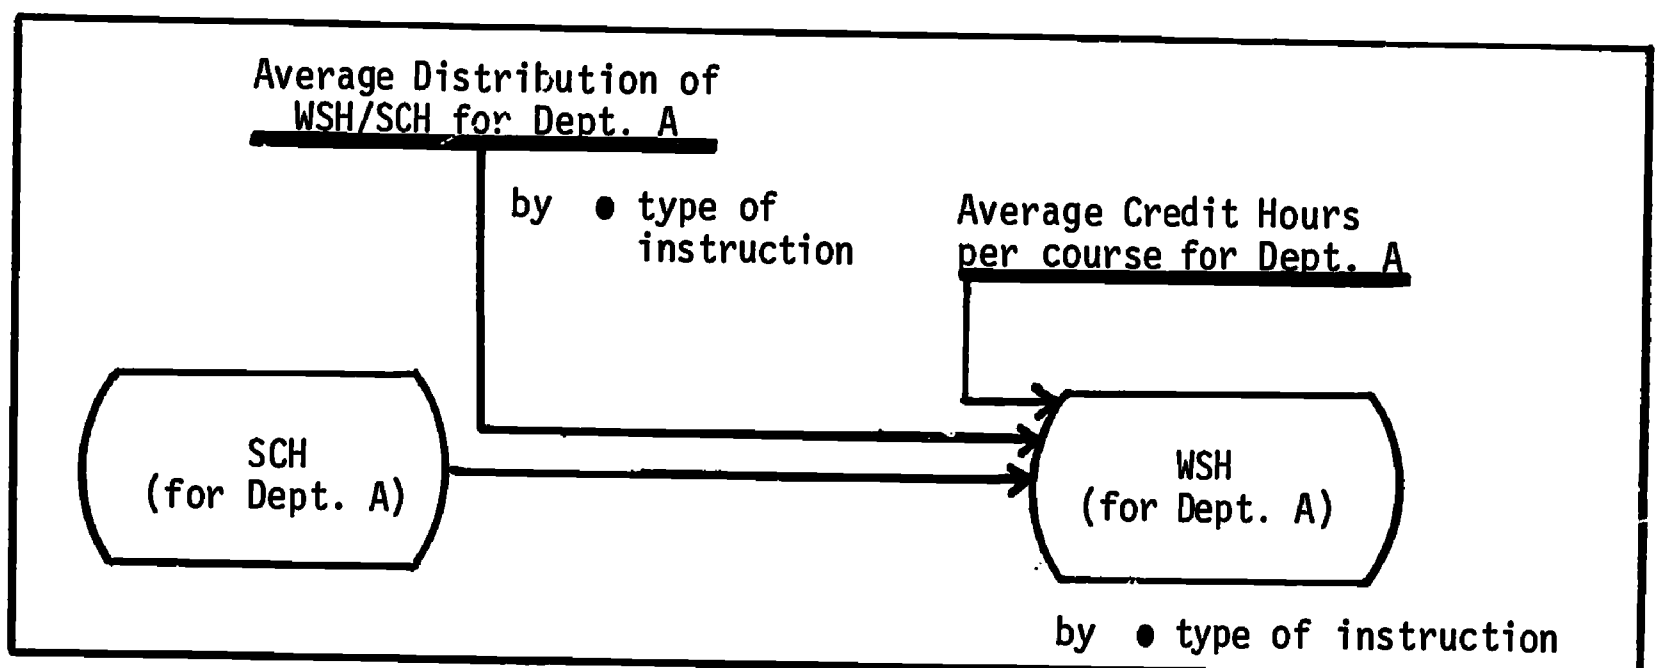 Average Distribution of
WSH/SCH for Dept. A
by ● type of
instruction
Average Credit Hours
per course for Dept. A
SCH
(for Dept. A)
WSH
(for Dept. A)
by ● type of instruction